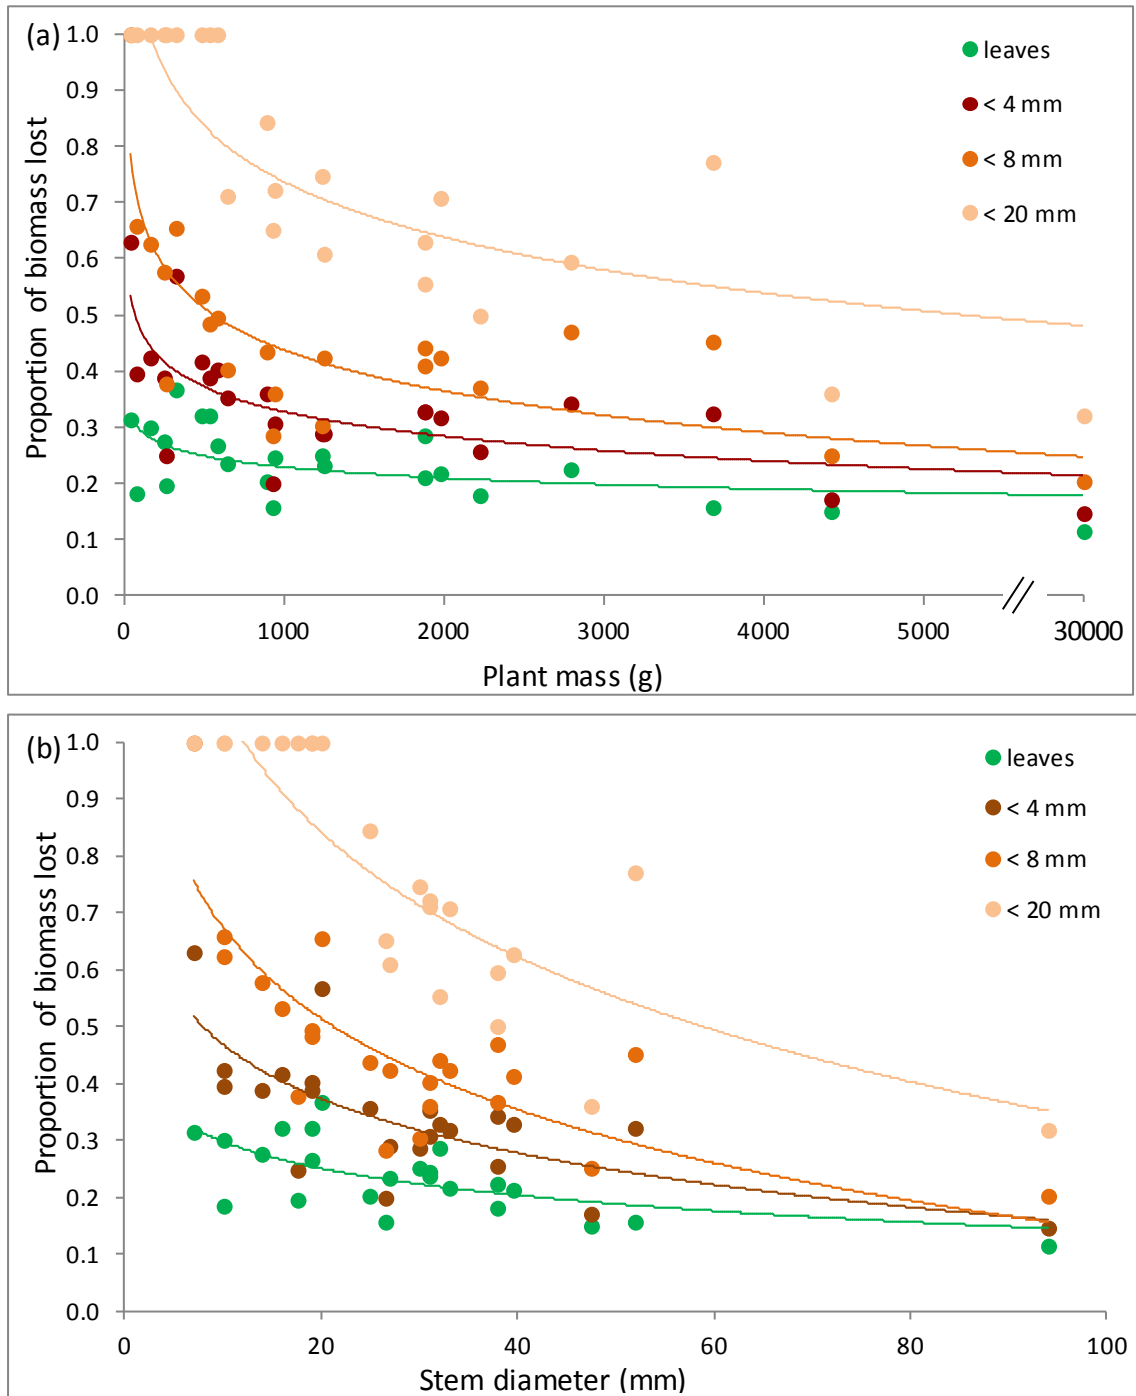 (a)
1.0
0.9
0.8
0.7
0.6
0.5
0.4
0.3
0.2
0.1
0.0
Proportion of biomass lost
leaves
< 4 mm
< 8 mm
< 20 mm
0 1000 2000 3000 4000 5000 30000
Plant mass (g)
(b)
1.0
0.9
0.8
0.7
0.6
0.5
0.4
0.3
0.2
0.1
0.0
Proportion of biomass lost
leaves
< 4 mm
< 8 mm
< 20 mm
0 20 40 60 80 100
Stem diameter (mm)